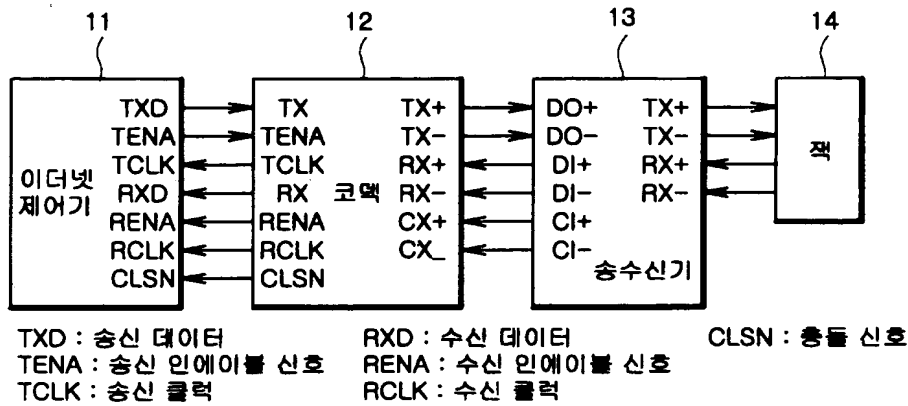 11 12 13 14
TXD TX TX+ DO+ TX+
TENA TENA TX- DO- TX-
TCLK TCLK RX+ DI+ RX+
RXD RX RX- DI- RX-
RENA RENA CX+ CI+
RCLK RCLK CX_ CI-
CLSN CLSN
이더넷
제어기
코덱
송수신기
잭
TXD : 송신 데이터 RXD : 수신 데이터 CLSN : 충돌 신호
TENA : 송신 인에이블 신호 RENA : 수신 인에이블 신호
TCLK : 송신 클럭 RCLK : 수신 클럭